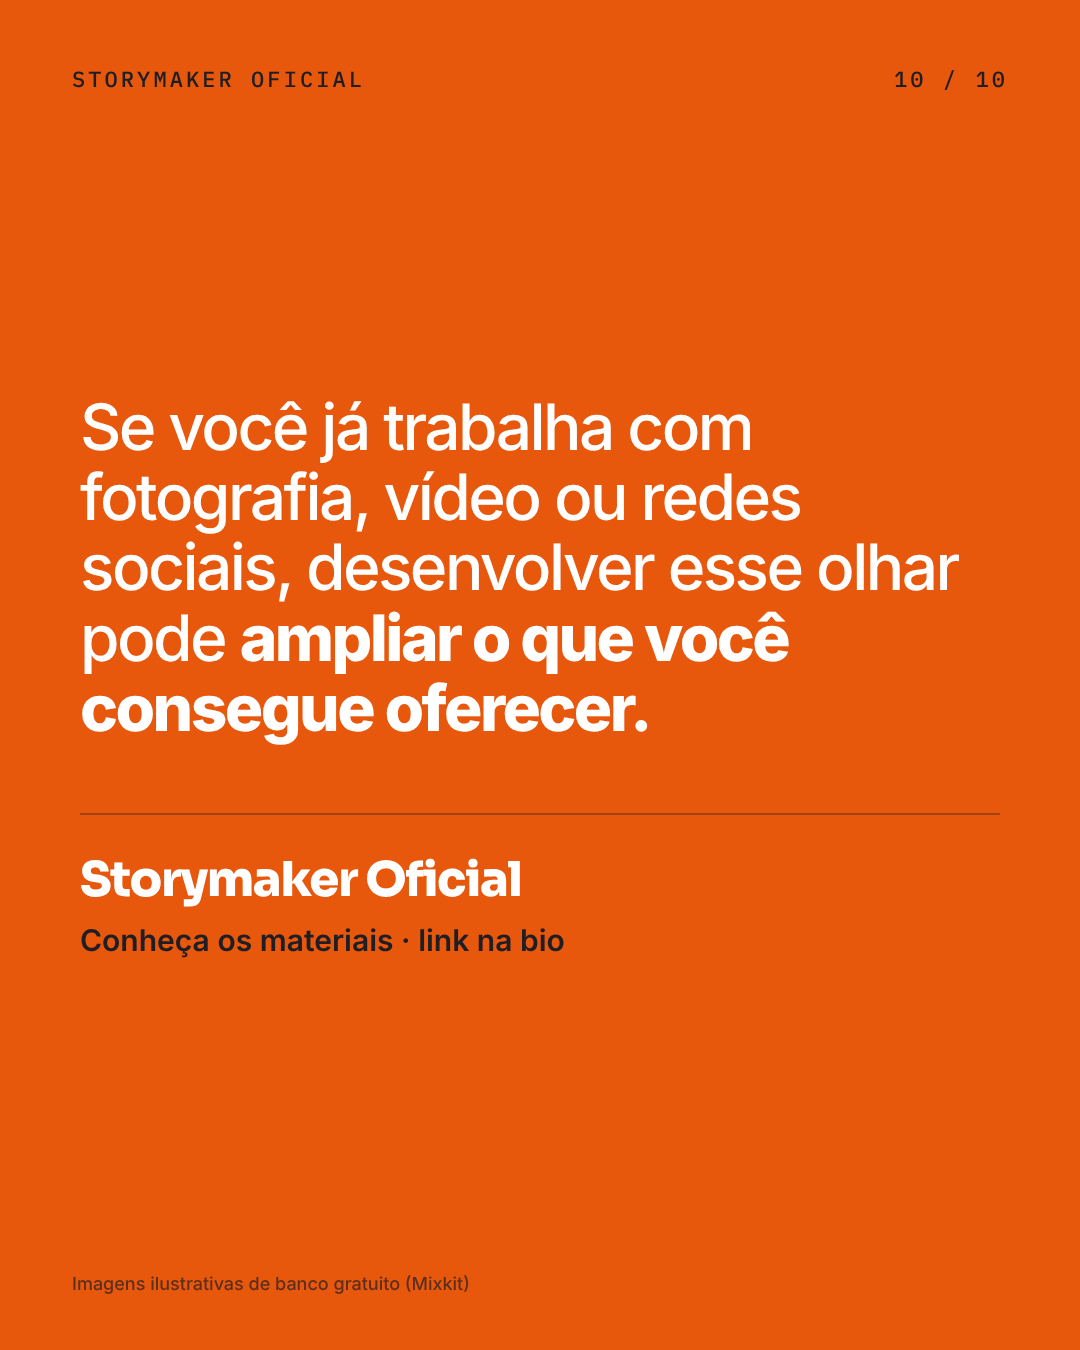 STORYMAKER OFICIAL
10 / 10
Se você já trabalha com
fotografia, vídeo ou redes
sociais, desenvolver esse olhar
pode ampliar o que você
consegue oferecer.
Storymaker Oficial
Conheça os materiais · link na bio
Imagens ilustrativas de banco gratuito (Mixkit)